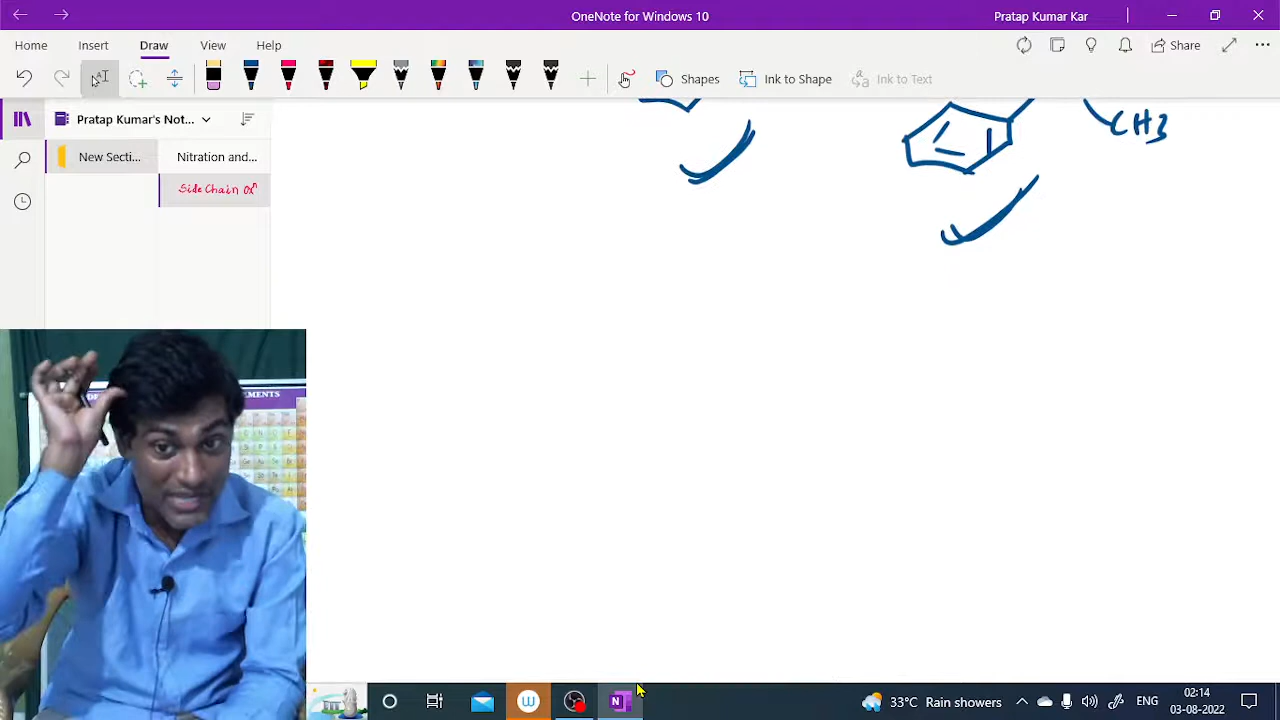 OneNote for Windows 10
Pratap Kumar Kar
Home
Insert
Draw
View
Help
Share
Shapes
Ink to Shape
Ink to Text
Pratap Kumar's Not...
New Secti...
Nitration and...
Side Chain OXⁿ
CH3
EMENTS
33°C Rain showers
ENG
02:14
03-08-2022